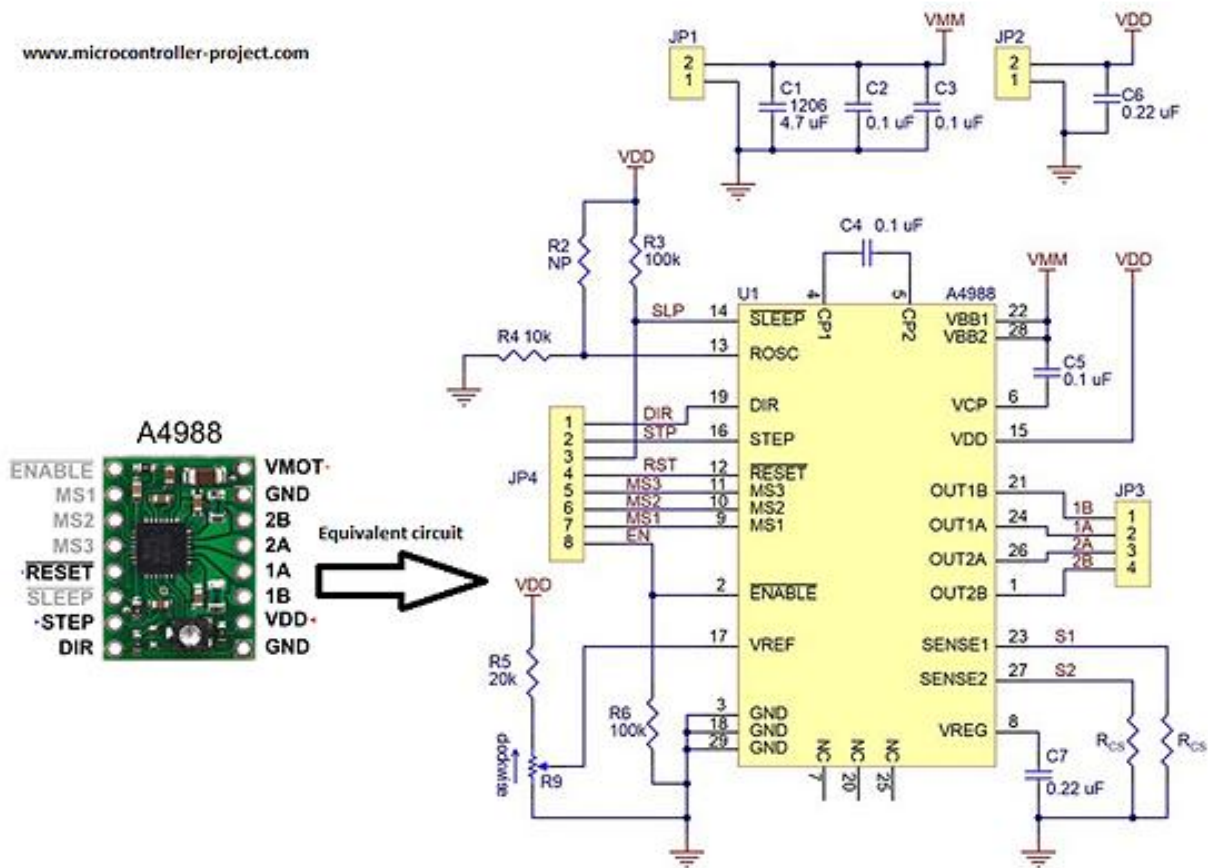 www.microcontroller-project.com
JP1
2
1
VMM
C1
1206
4.7 uF
C2
0.1 uF
C3
0.1 uF
JP2
2
1
VDD
C6
0.22 uF
VDD
R2
NP
R3
100k
C4 0.1 uF
VMM
VDD
U1
4
5
A4988
CP1
CP2
SLP
14
SLEEP
VBB1
22
VBB2
28
R4 10k
13
ROSC
C5
0.1 uF
VCP
6
DIR
19
DIR
STP
16
STEP
VDD
15
JP4
1
2
3
4
5
6
7
8
RST
12
RESET
MS3
11
MS3
MS2
10
MS2
MS1
9
MS1
EN
2
ENABLE
OUT1B
21
1B
OUT1A
24
1A
OUT2A
26
2A
OUT2B
1
2B
JP3
1
2
3
4
A4988
ENABLE
VMOT
MS1
GND
MS2
2B
MS3
2A
RESET
1A
SLEEP
1B
STEP
VDD
DIR
GND
Equivalent circuit
VDD
R5
20k
17
VREF
SENSE1
23
S1
SENSE2
27
S2
R6
100k
3
GND
18
GND
29
GND
VREG
8
clockwise
R9
NC
7
NC
20
NC
25
C7
0.22 uF
RCS
RCS